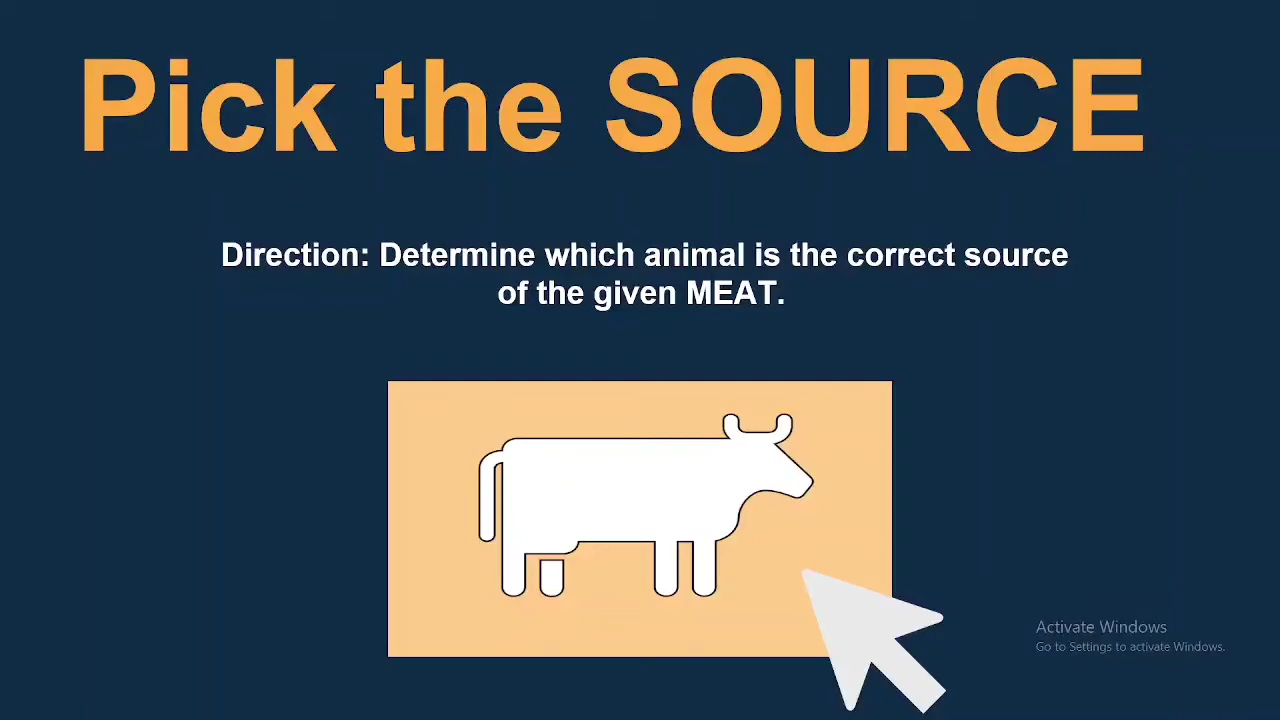 Pick the SOURCE
Direction: Determine which animal is the correct source
of the given MEAT.
Activate Windows
Go to Settings to activate Windows.